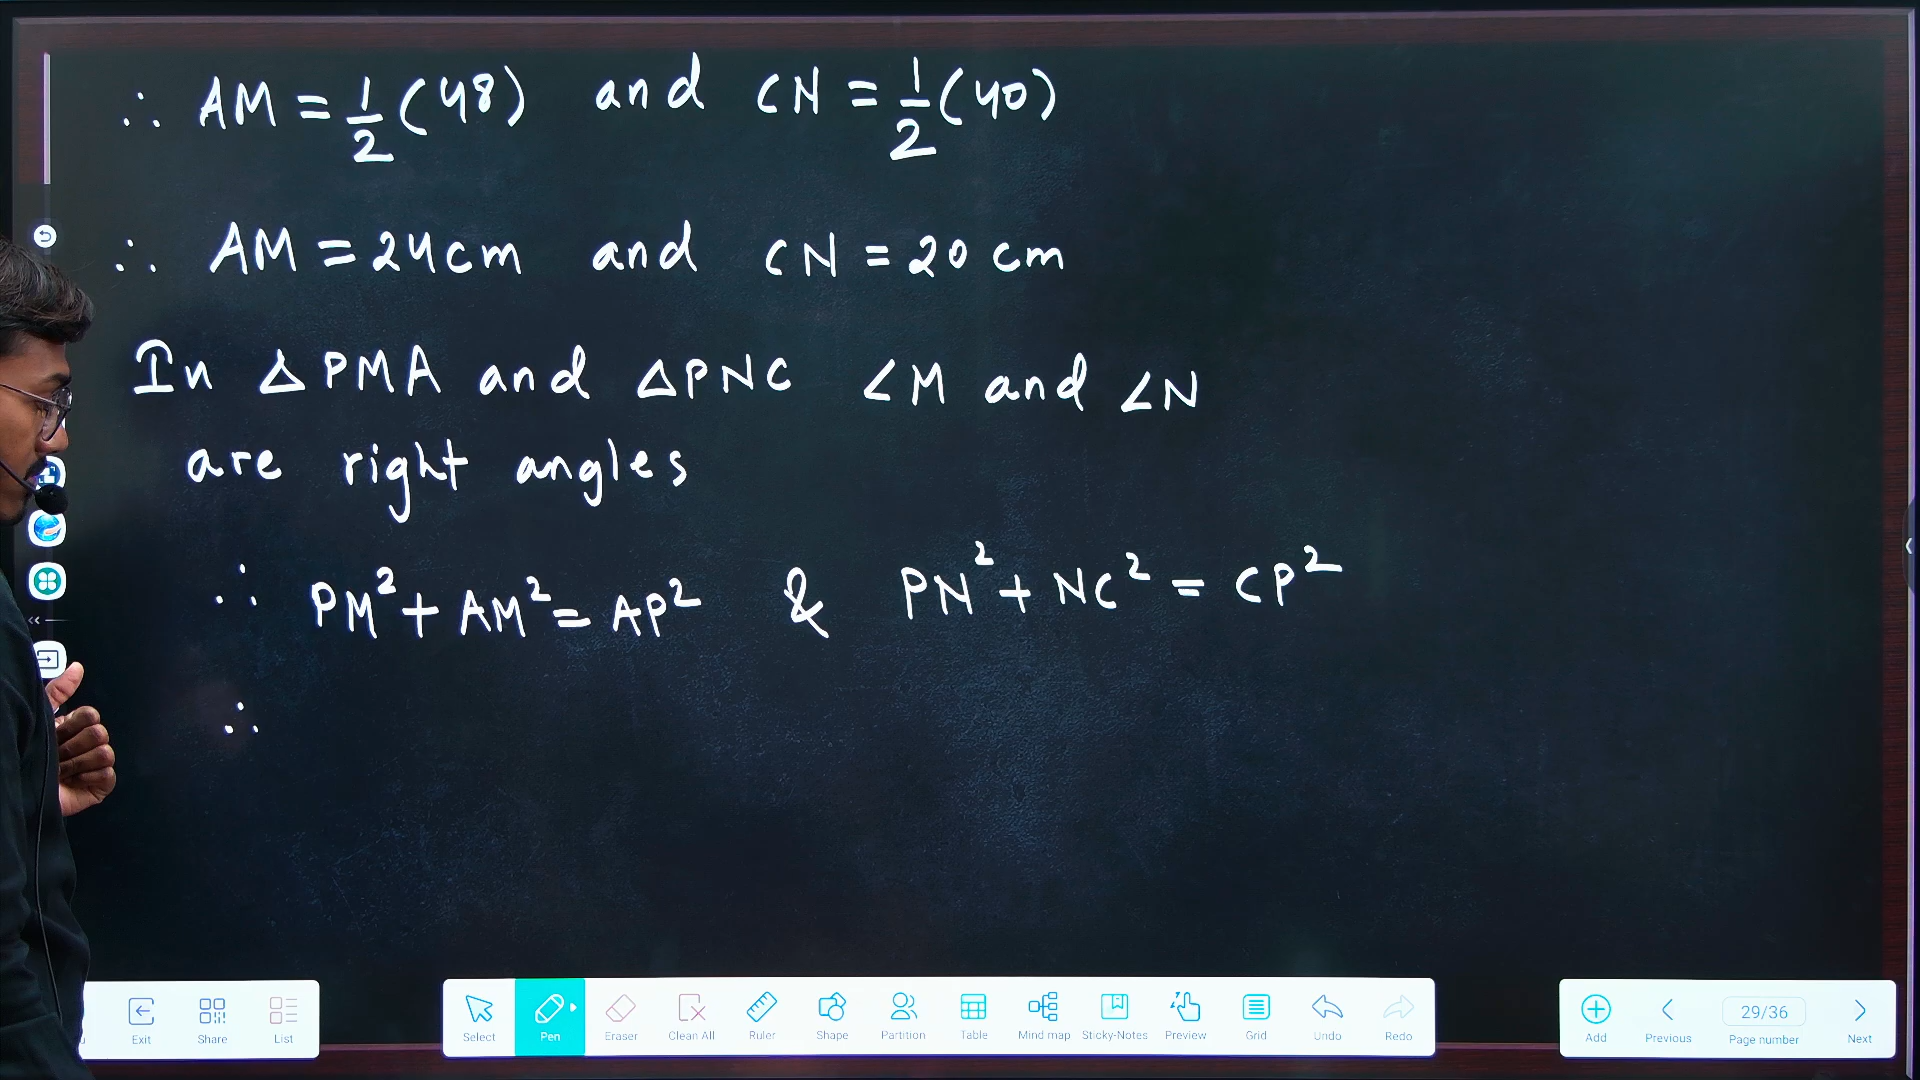 ∴ AM = 1/2 (48) and CN = 1/2 (40)
∴ AM = 24cm and CN = 20 cm
In △PMA and △PNC ∠M and ∠N
are right angles
∴ PM² + AM² = AP² & PN² + NC² = CP²
∴
Exit Share List
Select Pen Eraser Clean All Ruler Shape Partition Table Mind map Sticky-Notes Preview Grid Undo Redo
Add Previous 29/36 Page number Next